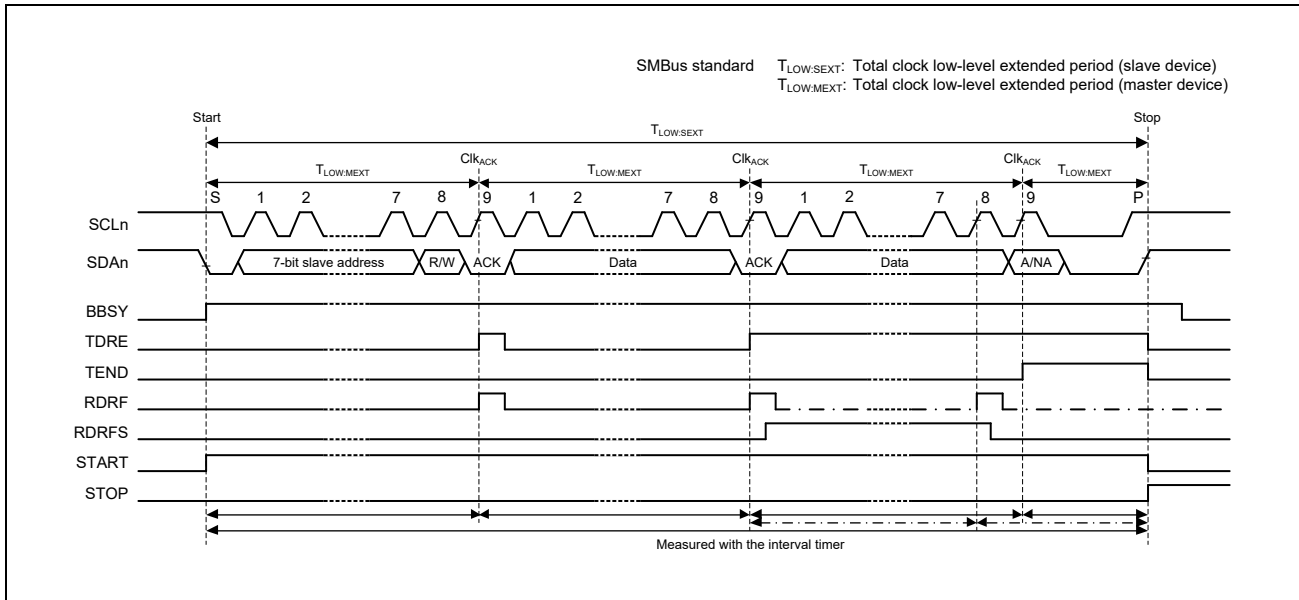 SMBus standard TLOW:SEXT: Total clock low-level extended period (slave device)
TLOW:MEXT: Total clock low-level extended period (master device)
Start Stop
TLOW:SEXT
ClkACK ClkACK ClkACK
TLOW:MEXT TLOW:MEXT TLOW:MEXT TLOW:MEXT
S 1 2 7 8 9 1 2 7 8 9 1 2 7 8 9 P
SCLn
SDAn 7-bit slave address R/W ACK Data ACK Data A/NA
BBSY
TDRE
TEND
RDRF
RDRFS
START
STOP
Measured with the interval timer